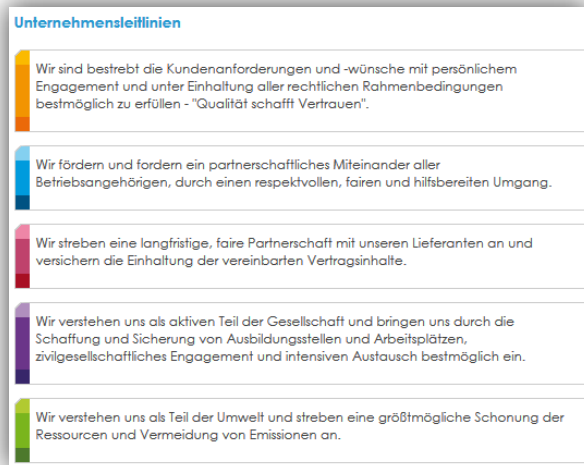 Unternehmensleitlinien
Wir sind bestrebt die Kundenanforderungen und -wünsche mit persönlichem
Engagement und unter Einhaltung aller rechtlichen Rahmenbedingungen
bestmöglich zu erfüllen - "Qualität schafft Vertrauen".
Wir fördern und fordern ein partnerschaftliches Miteinander aller
Betriebsangehörigen, durch einen respektvollen, fairen und hilfsbereiten Umgang.
Wir streben eine langfristige, faire Partnerschaft mit unseren Lieferanten an und
versichern die Einhaltung der vereinbarten Vertragsinhalte.
Wir verstehen uns als aktiven Teil der Gesellschaft und bringen uns durch die
Schaffung und Sicherung von Ausbildungsstellen und Arbeitsplätzen,
zivilgesellschaftliches Engagement und intensiven Austausch bestmöglich ein.
Wir verstehen uns als Teil der Umwelt und streben eine größtmögliche Schonung der
Ressourcen und Vermeidung von Emissionen an.